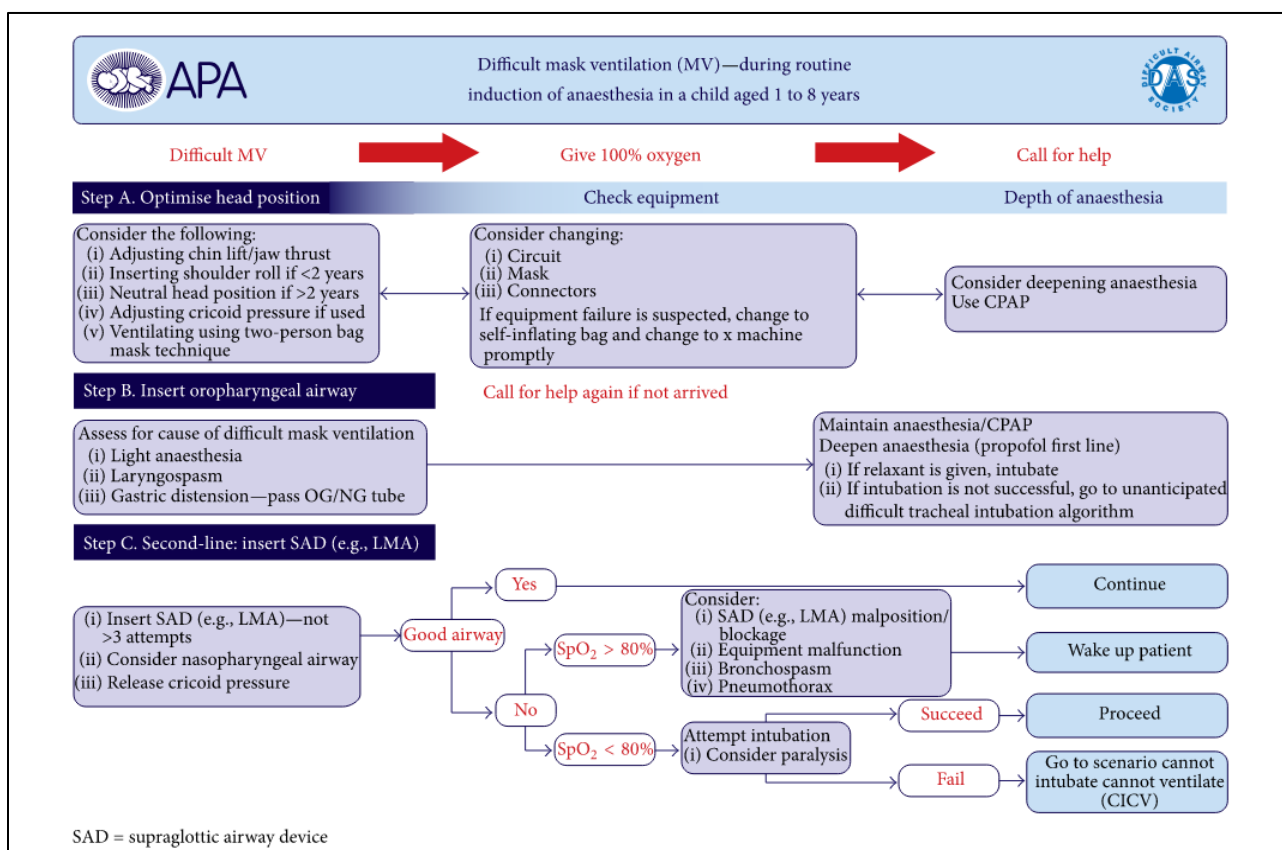 APA
Difficult mask ventilation (MV)—during routine
induction of anaesthesia in a child aged 1 to 8 years
DIFFICULT AIRWAY
DAS
SOCIETY
Difficult MV
Give 100% oxygen
Call for help
Step A. Optimise head position
Check equipment
Depth of anaesthesia
Consider the following:
(i) Adjusting chin lift/jaw thrust
(ii) Inserting shoulder roll if <2 years
(iii) Neutral head position if >2 years
(iv) Adjusting cricoid pressure if used
(v) Ventilating using two-person bag
mask technique
Consider changing:
(i) Circuit
(ii) Mask
(iii) Connectors
If equipment failure is suspected, change to
self-inflating bag and change to x machine
promptly
Consider deepening anaesthesia
Use CPAP
Step B. Insert oropharyngeal airway
Call for help again if not arrived
Assess for cause of difficult mask ventilation
(i) Light anaesthesia
(ii) Laryngospasm
(iii) Gastric distension—pass OG/NG tube
Maintain anaesthesia/CPAP
Deepen anaesthesia (propofol first line)
(i) If relaxant is given, intubate
(ii) If intubation is not successful, go to unanticipated
difficult tracheal intubation algorithm
Step C. Second-line: insert SAD (e.g., LMA)
(i) Insert SAD (e.g., LMA)—not
>3 attempts
(ii) Consider nasopharyngeal airway
(iii) Release cricoid pressure
Good airway
Yes
Continue
No
SpO₂ > 80%
Consider:
(i) SAD (e.g., LMA) malposition/
blockage
(ii) Equipment malfunction
(iii) Bronchospasm
(iv) Pneumothorax
Wake up patient
SpO₂ < 80%
Attempt intubation
(i) Consider paralysis
Succeed
Proceed
Fail
Go to scenario cannot
intubate cannot ventilate
(CICV)
SAD = supraglottic airway device